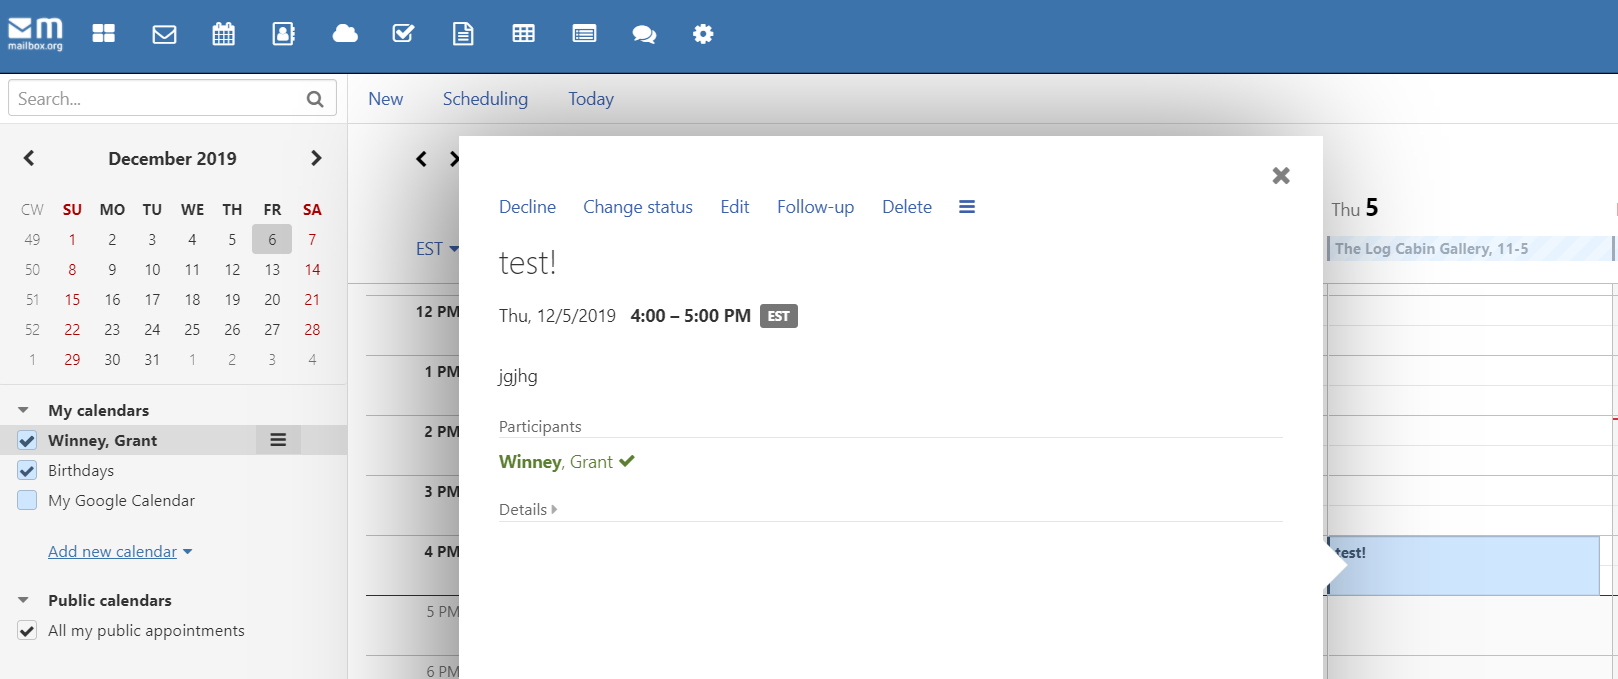 m
mailbox.org
Search...
New Scheduling Today
December 2019
CW SU MO TU WE TH FR SA
49 1 2 3 4 5 6 7
50 8 9 10 11 12 13 14
51 15 16 17 18 19 20 21
52 22 23 24 25 26 27 28
1 29 30 31 1 2 3 4
My calendars
Winney, Grant
Birthdays
My Google Calendar
Add new calendar
Public calendars
All my public appointments
EST
12 PM
1 PM
2 PM
3 PM
4 PM
5 PM
6 PM
Decline Change status Edit Follow-up Delete
test!
Thu, 12/5/2019 4:00 – 5:00 PM EST
jgjhg
Participants
Winney, Grant
Details
Thu 5
The Log Cabin Gallery, 11-5
test!